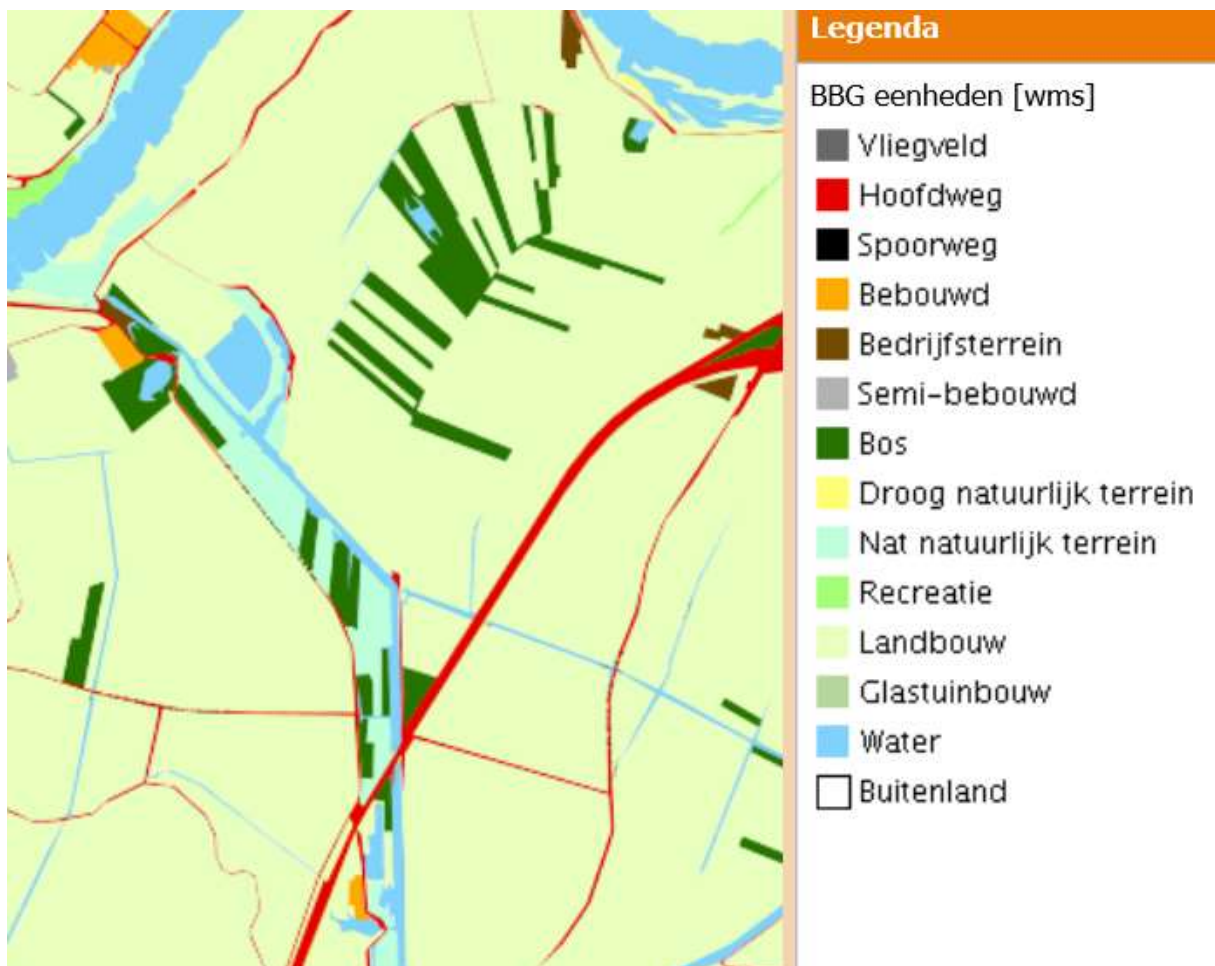 Legenda
BBG eenheden [wms]
Vliegveld
Hoofdweg
Spoorweg
Bebouwd
Bedrijfsterrein
Semi-bebouwd
Bos
Droog natuurlijk terrein
Nat natuurlijk terrein
Recreatie
Landbouw
Glastuinbouw
Water
Buitenland